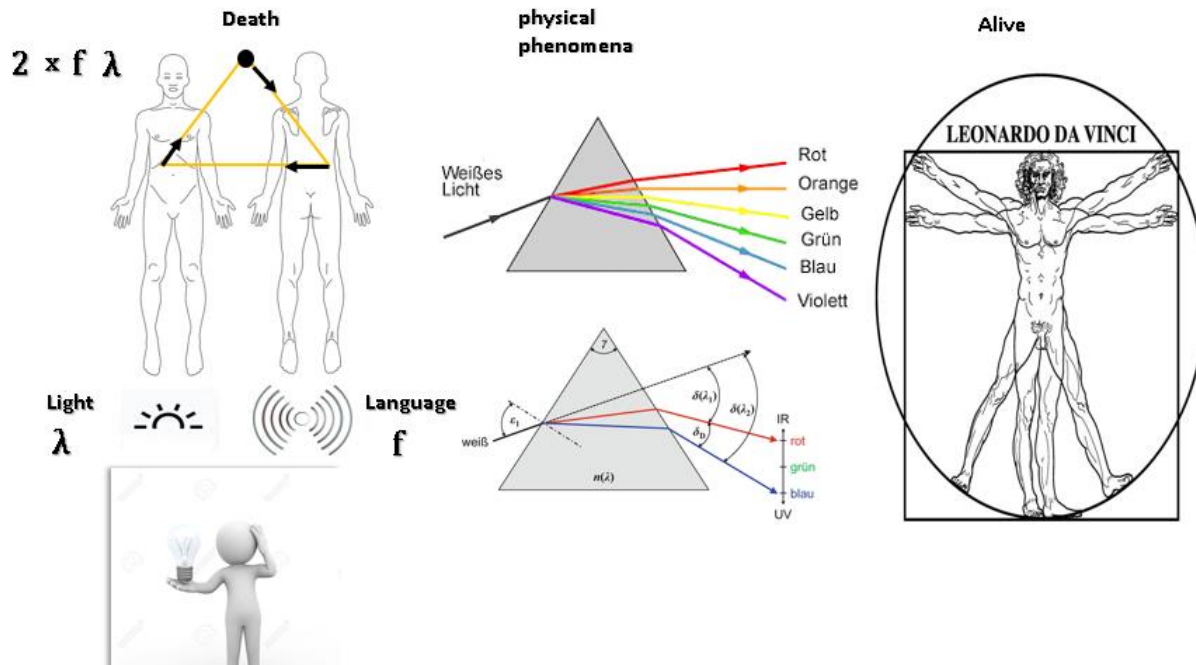 Death
physical
phenomena
Alive
2 × f λ
LEONARDO DA VINCI
Weißes
Licht
Rot
Orange
Gelb
Grün
Blau
Violett
Light
λ
Language
f
γ
ε1
weiß
δ(λ1)
δ(λ2)
δD
n(λ)
IR
rot
grün
blau
UV